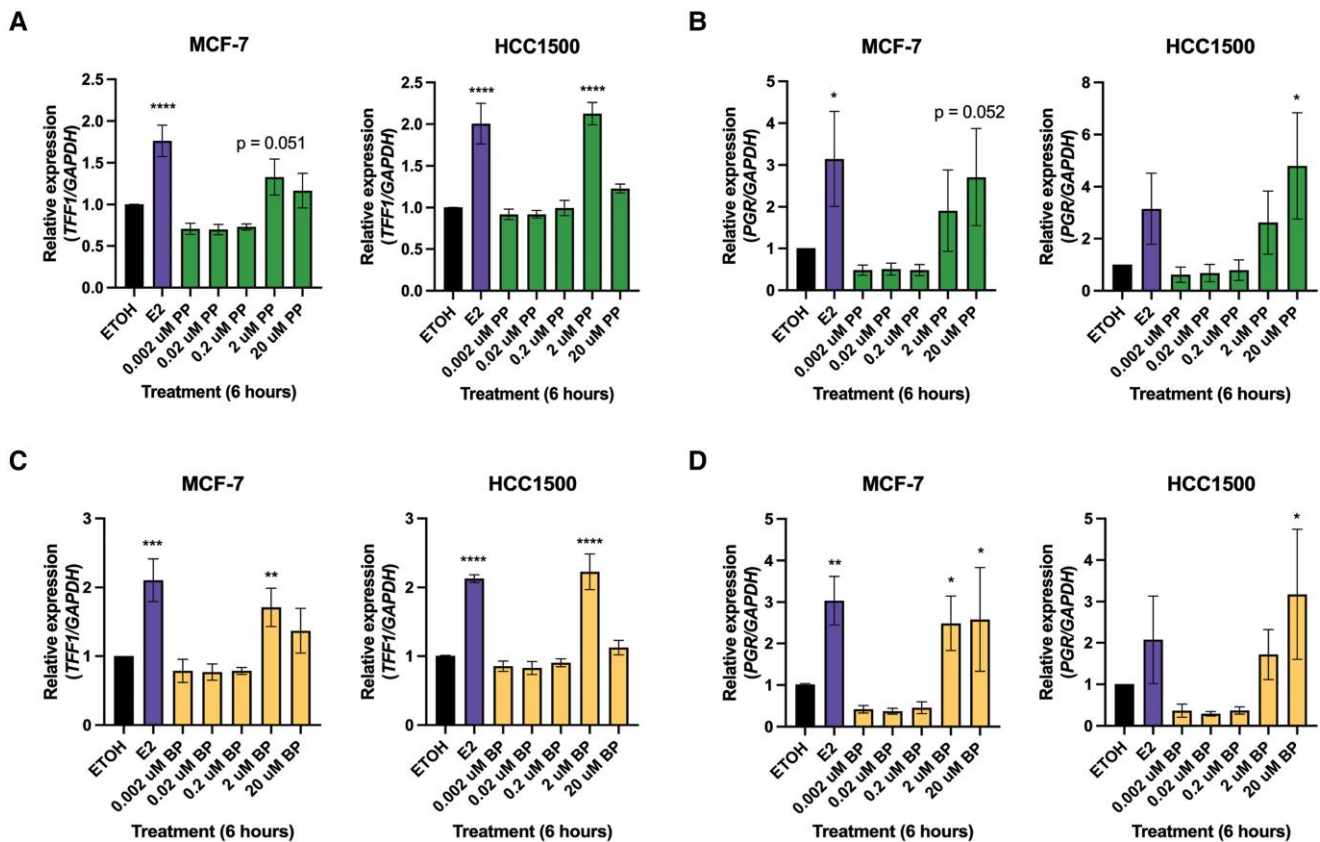 A
MCF-7
Relative expression
(TFF1/GAPDH)
2.5
2.0
1.5
1.0
0.5
0.0
****
p = 0.051
ETOH
E2
0.002 uM PP
0.02 uM PP
0.2 uM PP
2 uM PP
20 uM PP
Treatment (6 hours)
HCC1500
Relative expression
(TFF1/GAPDH)
2.5
2.0
1.5
1.0
0.5
0.0
****
****
ETOH
E2
0.002 uM PP
0.02 uM PP
0.2 uM PP
2 uM PP
20 uM PP
Treatment (6 hours)
B
MCF-7
Relative expression
(PGR/GAPDH)
5
4
3
2
1
0
*
p = 0.052
ETOH
E2
0.002 uM PP
0.02 uM PP
0.2 uM PP
2 uM PP
20 uM PP
Treatment (6 hours)
HCC1500
Relative expression
(PGR/GAPDH)
8
6
4
2
0
*
ETOH
E2
0.002 uM PP
0.02 uM PP
0.2 uM PP
2 uM PP
20 uM PP
Treatment (6 hours)
C
MCF-7
Relative expression
(TFF1/GAPDH)
3
2
1
0
***
**
ETOH
E2
0.002 uM BP
0.02 uM BP
0.2 uM BP
2 uM BP
20 uM BP
Treatment (6 hours)
HCC1500
Relative expression
(TFF1/GAPDH)
3
2
1
0
****
****
ETOH
E2
0.002 uM BP
0.02 uM BP
0.2 uM BP
2 uM BP
20 uM BP
Treatment (6 hours)
D
MCF-7
Relative expression
(PGR/GAPDH)
5
4
3
2
1
0
**
*
*
ETOH
E2
0.002 uM BP
0.02 uM BP
0.2 uM BP
2 uM BP
20 uM BP
Treatment (6 hours)
HCC1500
Relative expression
(PGR/GAPDH)
5
4
3
2
1
0
*
ETOH
E2
0.002 uM BP
0.02 uM BP
0.2 uM BP
2 uM BP
20 uM BP
Treatment (6 hours)